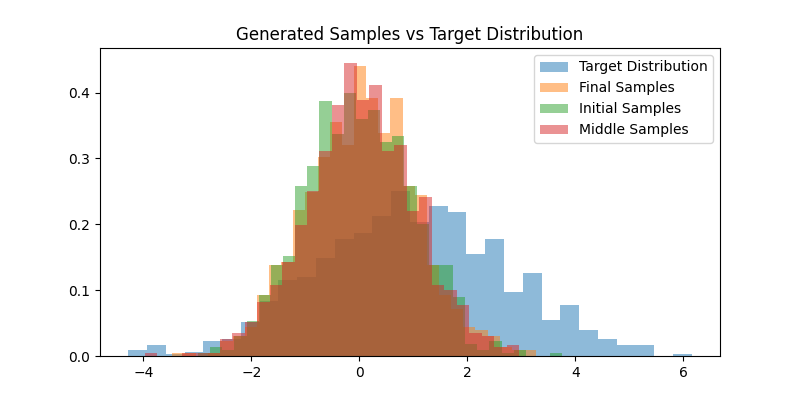 Generated Samples vs Target Distribution
Target Distribution
Final Samples
Initial Samples
Middle Samples
0.4
0.3
0.2
0.1
0.0
−4 −2 0 2 4 6